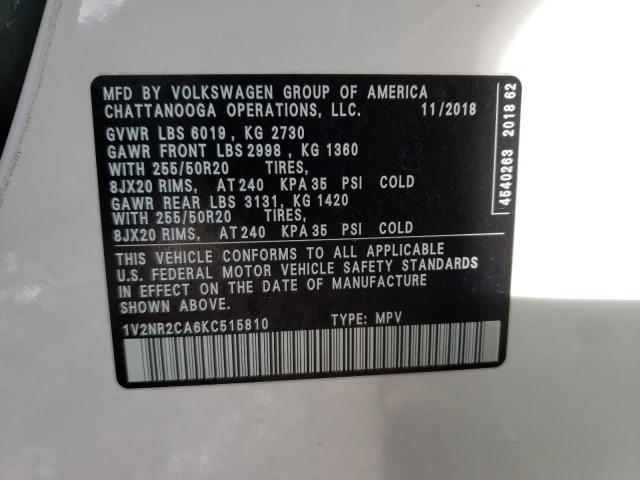 MFD BY VOLKSWAGEN GROUP OF AMERICA
CHATTANOOGA OPERATIONS, LLC. 11/2018
GVWR LBS 6019 , KG 2730
GAWR FRONT LBS 2998 , KG 1360
WITH 255/50R20 TIRES,
8JX20 RIMS, AT 240 KPA 35 PSI COLD
GAWR REAR LBS 3131, KG 1420
WITH 255/50R20 TIRES,
8JX20 RIMS, AT 240 KPA 35 PSI COLD
THIS VEHICLE CONFORMS TO ALL APPLICABLE
U.S. FEDERAL MOTOR VEHICLE SAFETY STANDARDS
IN EFFECT ON THE DATE OF MANUFACTURE
SHOWN ABOVE.
1V2NR2CA6KC515810 TYPE: MPV
4540263 2018 62